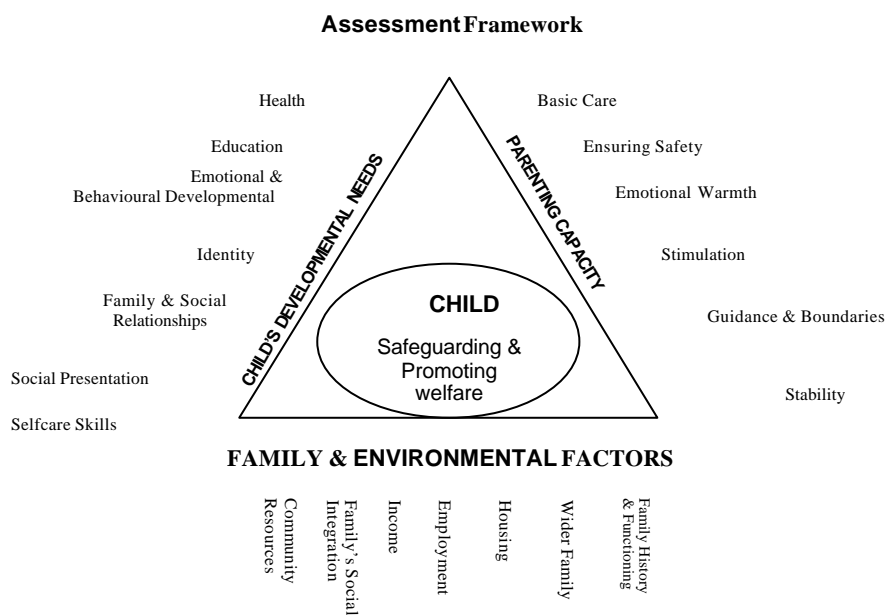 Assessment Framework
Health
Education
Emotional &
Behavioural Developmental
Identity
Family & Social
Relationships
Social Presentation
Selfcare Skills
CHILD'S DEVELOPMENTAL NEEDS
CHILD
Safeguarding &
Promoting
welfare
PARENTING CAPACITY
Basic Care
Ensuring Safety
Emotional Warmth
Stimulation
Guidance & Boundaries
Stability
FAMILY & ENVIRONMENTAL FACTORS
Community
Resources
Family's Social
Integration
Income
Employment
Housing
Wider Family
Family History
& Functioning